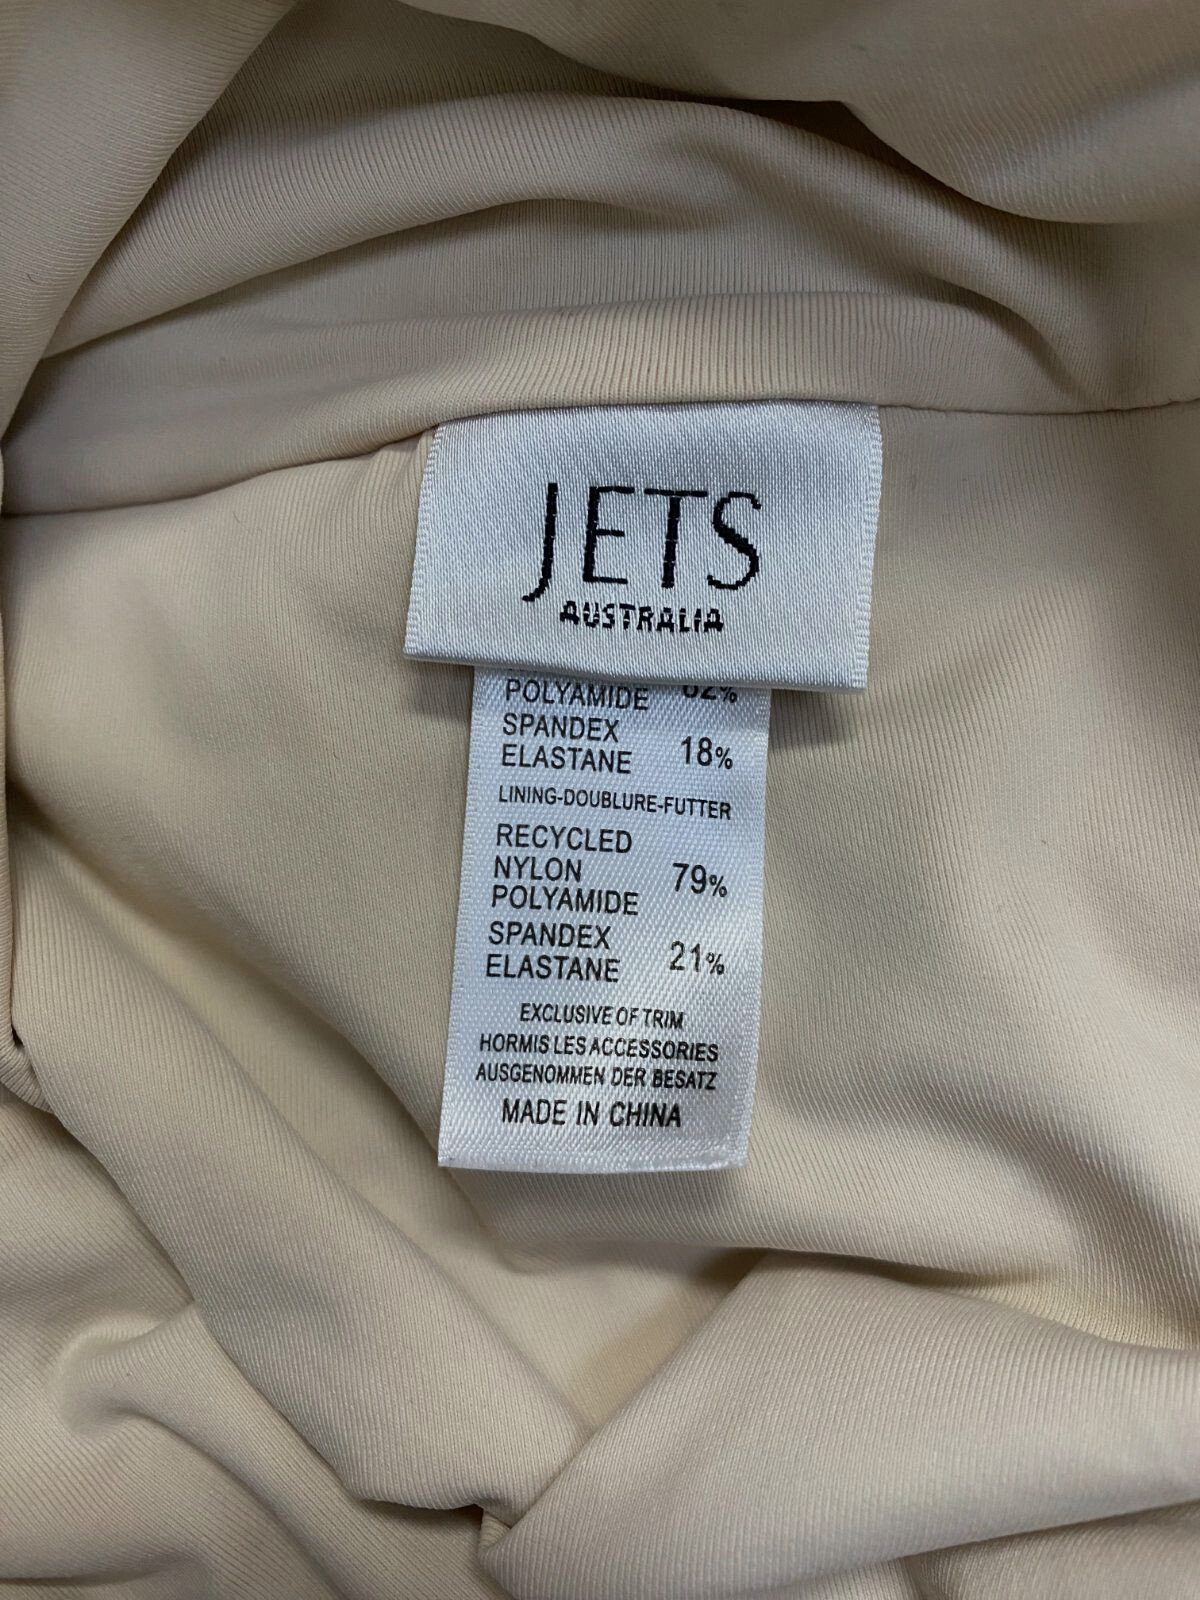 JETS
AUSTRALIA
POLYAMIDE 82%
SPANDEX
ELASTANE 18%
LINING-DOUBLURE-FUTTER
RECYCLED
NYLON 79%
POLYAMIDE
SPANDEX
ELASTANE 21%
EXCLUSIVE OF TRIM
HORMIS LES ACCESSORIES
AUSGENOMMEN DER BESATZ
MADE IN CHINA